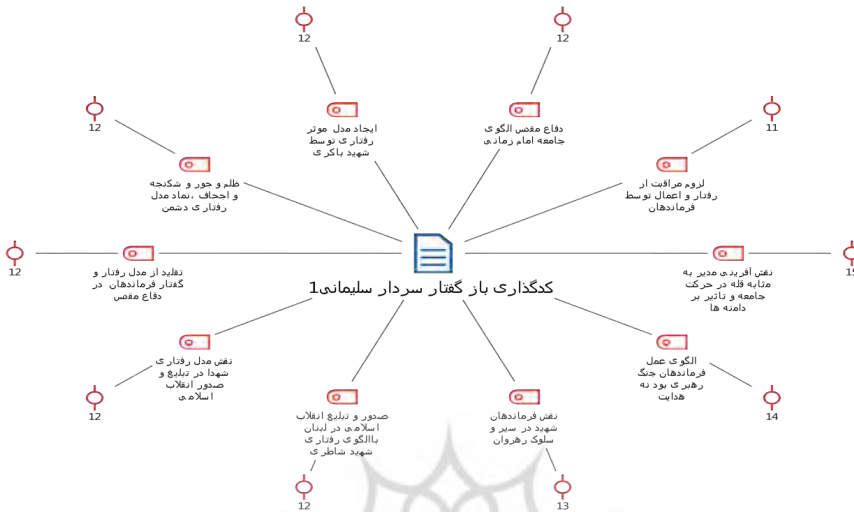 12
12
دفاع مقدس الگوی
جامعه امام زمانی
ایجاد مدل موثر
رفتاری توسط
شهید باکری
11
لزوم مراقبت از
رفتار و اعمال توسط
فرماندهان
12
ظلم و جور و شکنجه
و اجحاف ،نماد مدل
رفتاری دشمن
15
نقش آفرینی مدیر به
مثابه قله در حرکت
جامعه و تاثیر بر
دامنه ها
12
تقلید از مدل رفتار و
گفتار فرماندهان در
دفاع مقدس
کدگذاری باز گفتار سردار سلیمانی1
14
الگوی عمل
فرماندهان جنگ
رهبری بود نه
هدایت
12
نقش مدل رفتاری
شهدا در تبلیغ و
صدور انقلاب
اسلامی
13
نقش فرماندهان
شهید در سیر و
سلوک رهروان
12
صدور و تبلیغ انقلاب
اسلامی در لبنان
باالگوی رفتاری
شهید شاطری